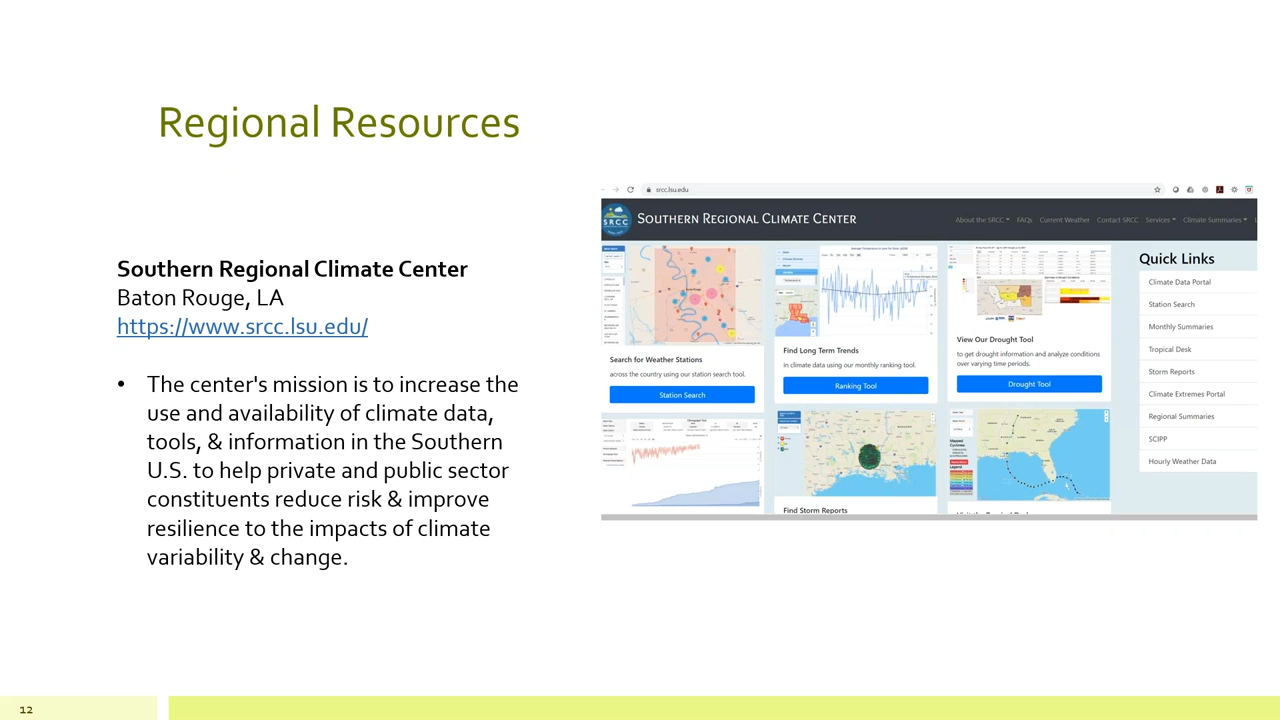 Regional Resources
Southern Regional Climate Center
Baton Rouge, LA
https://www.srcc.lsu.edu/
• The center's mission is to increase the
use and availability of climate data,
tools, & information in the Southern
U.S. to help private and public sector
constituents reduce risk & improve
resilience to the impacts of climate
variability & change.
srcc.lsu.edu
SRCC
SOUTHERN REGIONAL CLIMATE CENTER
About the SRCC FAQs Current Weather Contact SRCC Services Climate Summaries
Search for Weather Stations
across the country using our station search tool.
Station Search
Find Long Term Trends
in climate data using our monthly ranking tool.
Ranking Tool
View Our Drought Tool
to get drought information and analyze conditions
over varying time periods.
Drought Tool
Find Storm Reports
Quick Links
Climate Data Portal
Station Search
Monthly Summaries
Tropical Desk
Storm Reports
Climate Extremes Portal
Regional Summaries
SCIPP
Hourly Weather Data
12